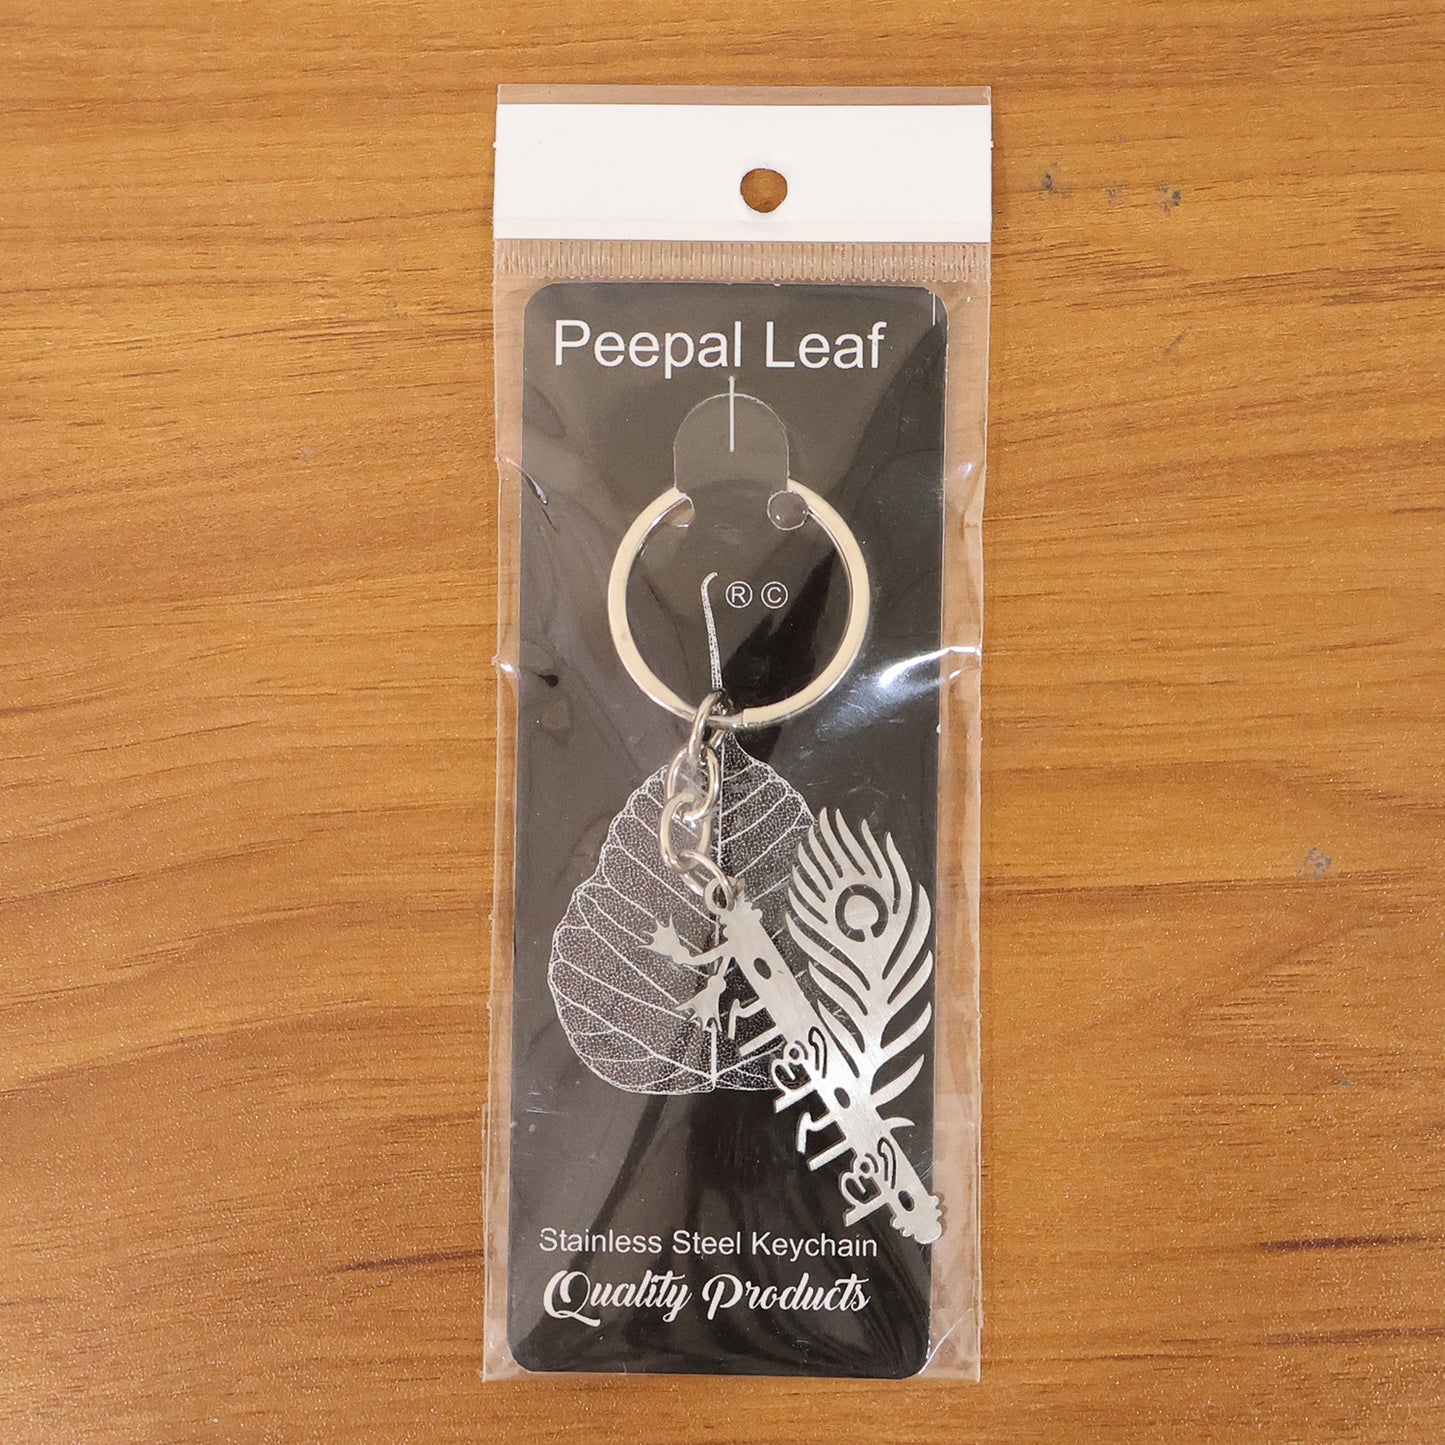 Peepal Leaf
® ©
राधे राधे
Stainless Steel Keychain
Quality Products